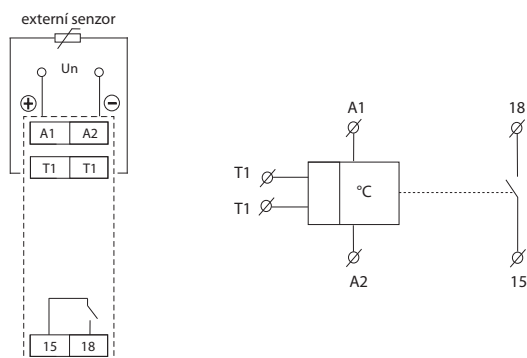 externí senzor
Un
+ −
A1 A2
T1 T1
15 18
A1
18
T1
T1
°C
A2
15